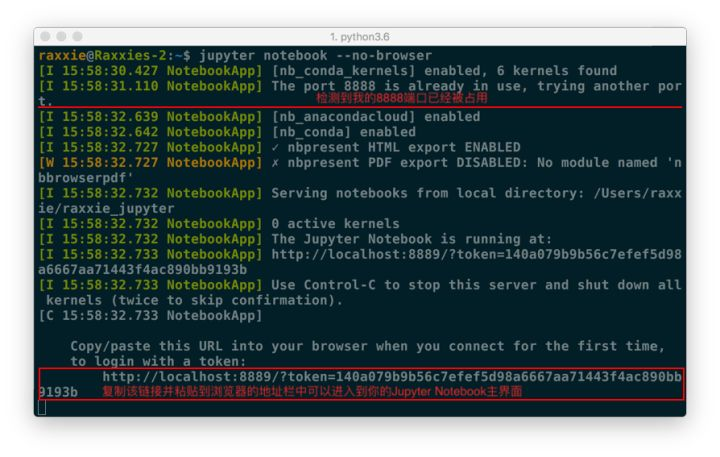 1. python3.6
raxxie@Raxxies-2:~$ jupyter notebook --no-browser
[I 15:58:30.427 NotebookApp] [nb_conda_kernels] enabled, 6 kernels found
[I 15:58:31.110 NotebookApp] The port 8888 is already in use, trying another por
t.
检测到我的8888端口已经被占用
[I 15:58:32.639 NotebookApp] [nb_anacondacloud] enabled
[I 15:58:32.642 NotebookApp] [nb_conda] enabled
[I 15:58:32.727 NotebookApp] ✓ nbpresent HTML export ENABLED
[W 15:58:32.727 NotebookApp] ✗ nbpresent PDF export DISABLED: No module named 'n
bbrowserpdf'
[I 15:58:32.732 NotebookApp] Serving notebooks from local directory: /Users/raxx
ie/raxxie_jupyter
[I 15:58:32.732 NotebookApp] 0 active kernels
[I 15:58:32.732 NotebookApp] The Jupyter Notebook is running at:
[I 15:58:32.733 NotebookApp] http://localhost:8889/?token=140a079b9b56c7efef5d98
a6667aa71443f4ac890bb9193b
[I 15:58:32.733 NotebookApp] Use Control-C to stop this server and shut down all
kernels (twice to skip confirmation).
[C 15:58:32.733 NotebookApp]
Copy/paste this URL into your browser when you connect for the first time,
to login with a token:
http://localhost:8889/?token=140a079b9b56c7efef5d98a6667aa71443f4ac890bb
9193b
复制该链接并粘贴到浏览器的地址栏中可以进入到你的Jupyter Notebook主界面